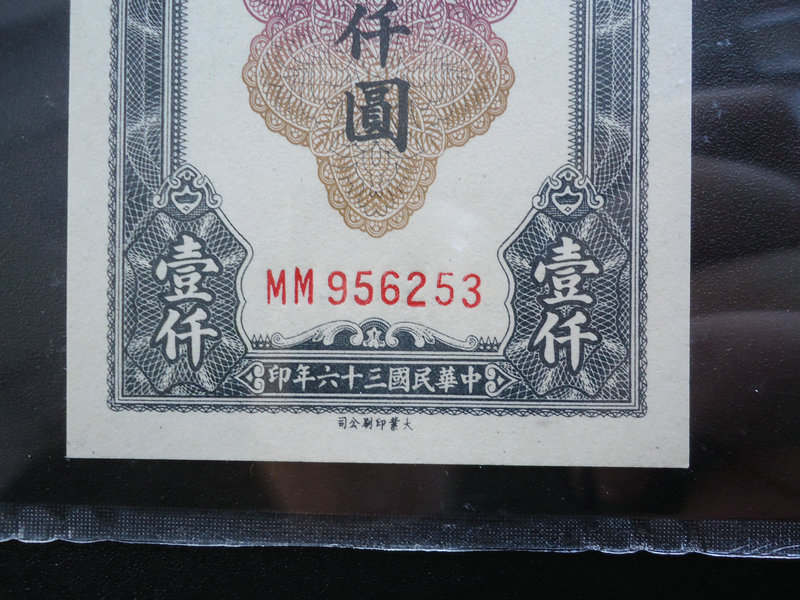 仟圓
壹仟
壹仟
MM 956253
中華民國三十六年印
大業印刷公司